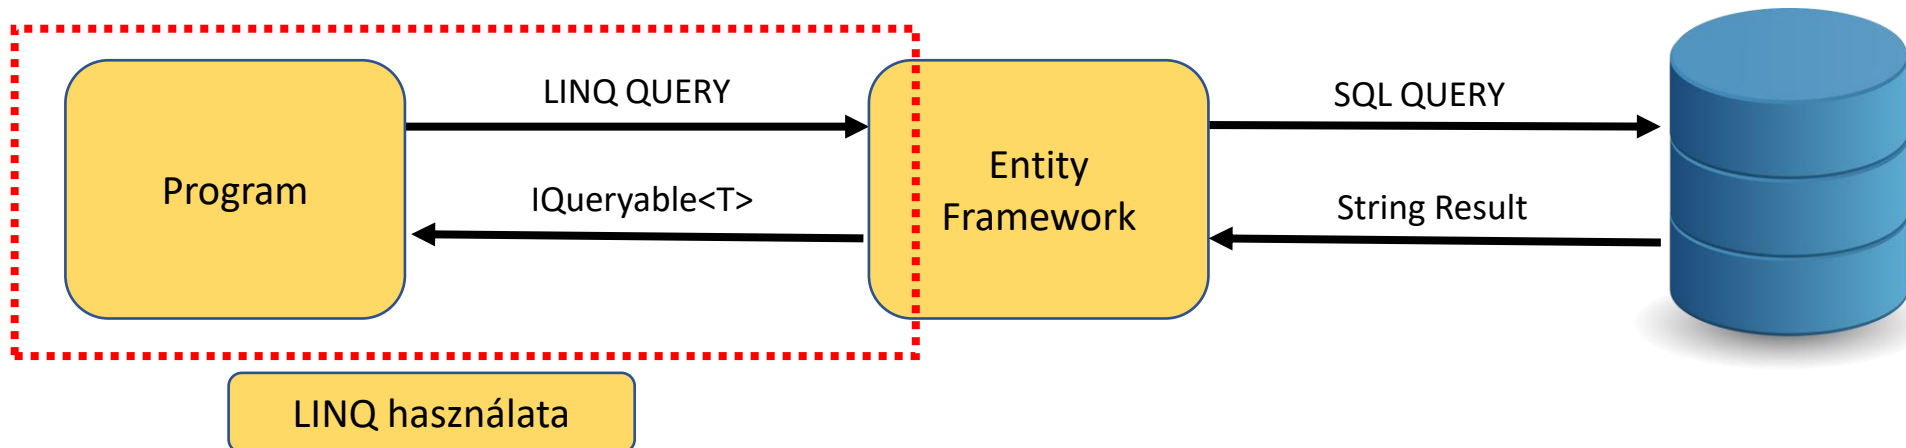 LINQ QUERY
SQL QUERY
Program
Entity
Framework
IQueryable<T>
String Result
LINQ használata